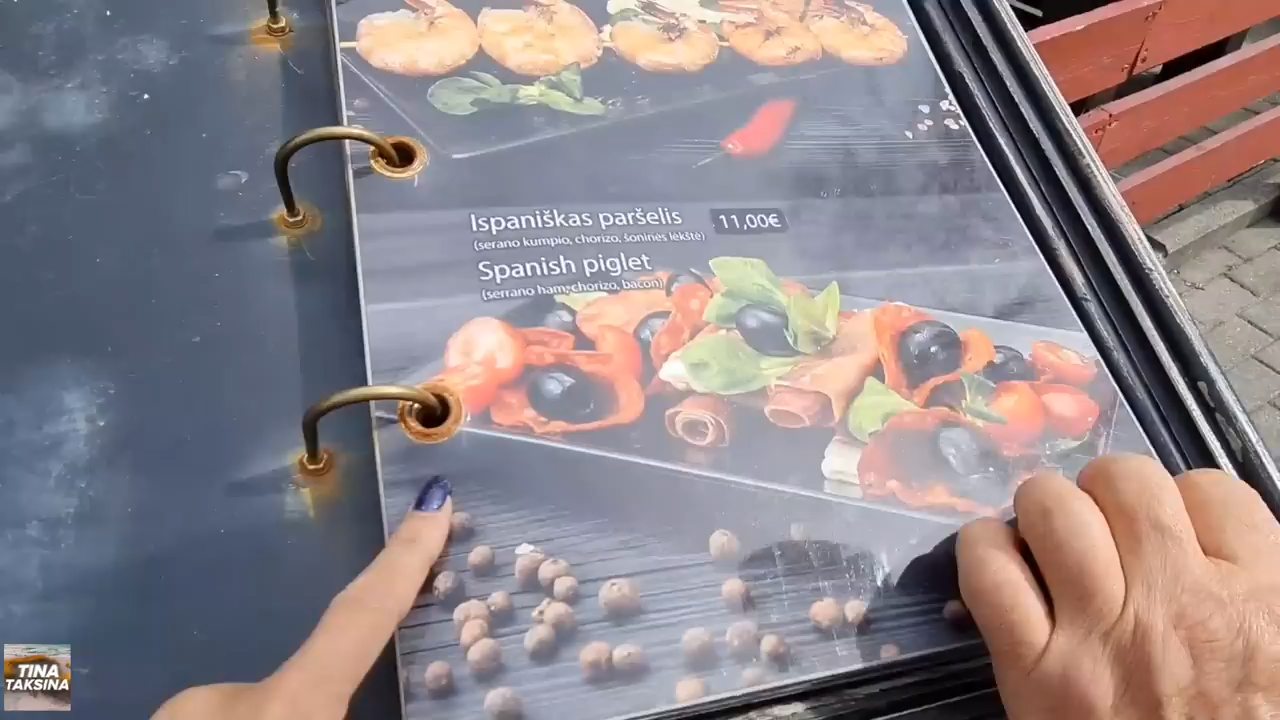 Ispaniškas paršelis 11,00€
(serano kumpio, chorizo, šoninės lėkštė)
Spanish piglet
(serrano ham, chorizo, bacon)
TINA
TAKSINA